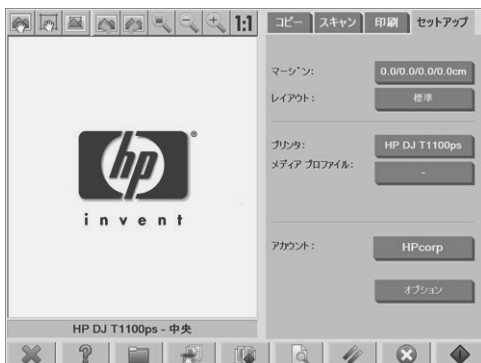 1:1
コピー スキャン 印刷 セットアップ
マージン: 0.0/0.0/0.0/0.0cm
レイアウト: 標準
プリンタ: HP DJ T1100ps
メディア プロファイル: -
アカウント: HPcorp
オプション
hp®
invent
HP DJ T1100ps - 中央
?